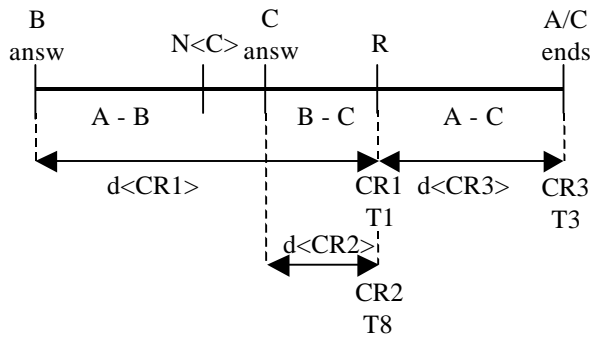 B
answ
N<C>
C
answ
R
A/C
ends
A - B
B - C
A - C
d<CR1>
CR1
T1
d<CR3>
CR3
T3
d<CR2>
CR2
T8